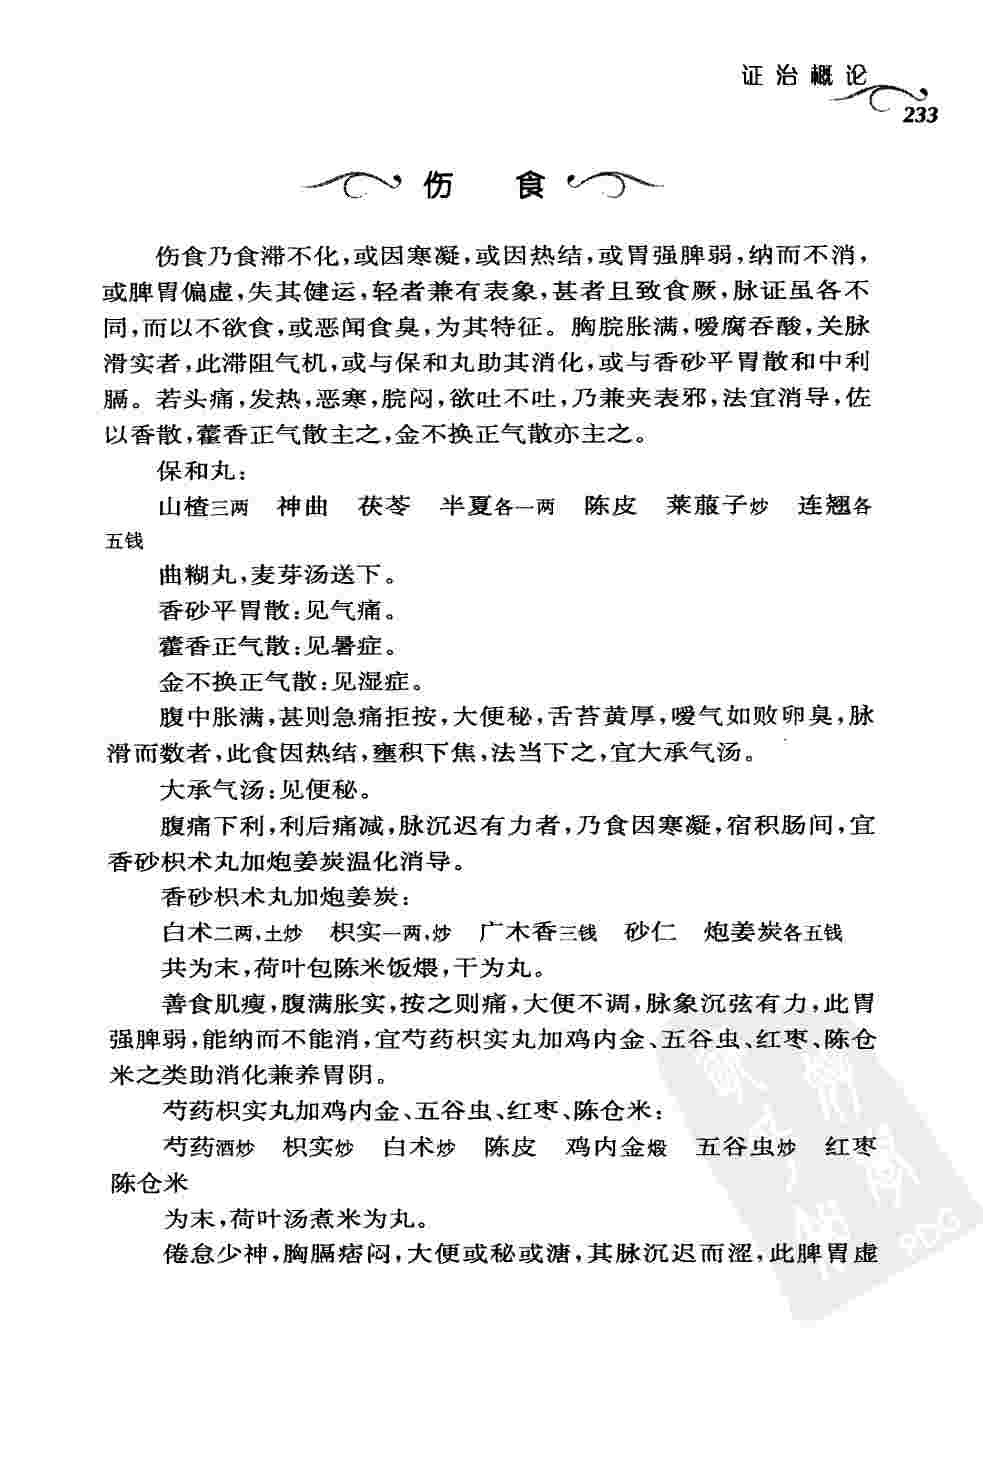 证治概论
233
伤 食
伤食乃食滞不化,或因寒凝,或因热结,或胃强脾弱,纳而不消,
或脾胃偏虚,失其健运,轻者兼有表象,甚者且致食厥,脉证虽各不
同,而以不欲食,或恶闻食臭,为其特征。胸脘胀满,嗳腐吞酸,关脉
滑实者,此滞阻气机,或与保和丸助其消化,或与香砂平胃散和中利
膈。若头痛,发热,恶寒,脘闷,欲吐不吐,乃兼夹表邪,法宜消导,佐
以香散,藿香正气散主之,金不换正气散亦主之。
保和丸:
山楂三两 神曲 茯苓 半夏各一两 陈皮 莱菔子炒 连翘各
五钱
曲糊丸,麦芽汤送下。
香砂平胃散:见气痛。
藿香正气散:见暑症。
金不换正气散:见湿症。
腹中胀满,甚则急痛拒按,大便秘,舌苔黄厚,嗳气如败卵臭,脉
滑而数者,此食因热结,壅积下焦,法当下之,宜大承气汤。
大承气汤:见便秘。
腹痛下利,利后痛减,脉沉迟有力者,乃食因寒凝,宿积肠间,宜
香砂枳术丸加炮姜炭温化消导。
香砂枳术丸加炮姜炭:
白术二两,土炒 枳实一两,炒 广木香三钱 砂仁 炮姜炭各五钱
共为末,荷叶包陈米饭煨,干为丸。
善食肌瘦,腹满胀实,按之则痛,大便不调,脉象沉弦有力,此胃
强脾弱,能纳而不能消,宜芍药枳实丸加鸡内金、五谷虫、红枣、陈仓
米之类助消化兼养胃阴。
芍药枳实丸加鸡内金、五谷虫、红枣、陈仓米:
芍药酒炒 枳实炒 白术炒 陈皮 鸡内金煅 五谷虫炒 红枣
陈仓米
为末,荷叶汤煮米为丸。
倦怠少神,胸膈痞闷,大便或秘或溏,其脉沉迟而涩,此脾胃虚
PDG